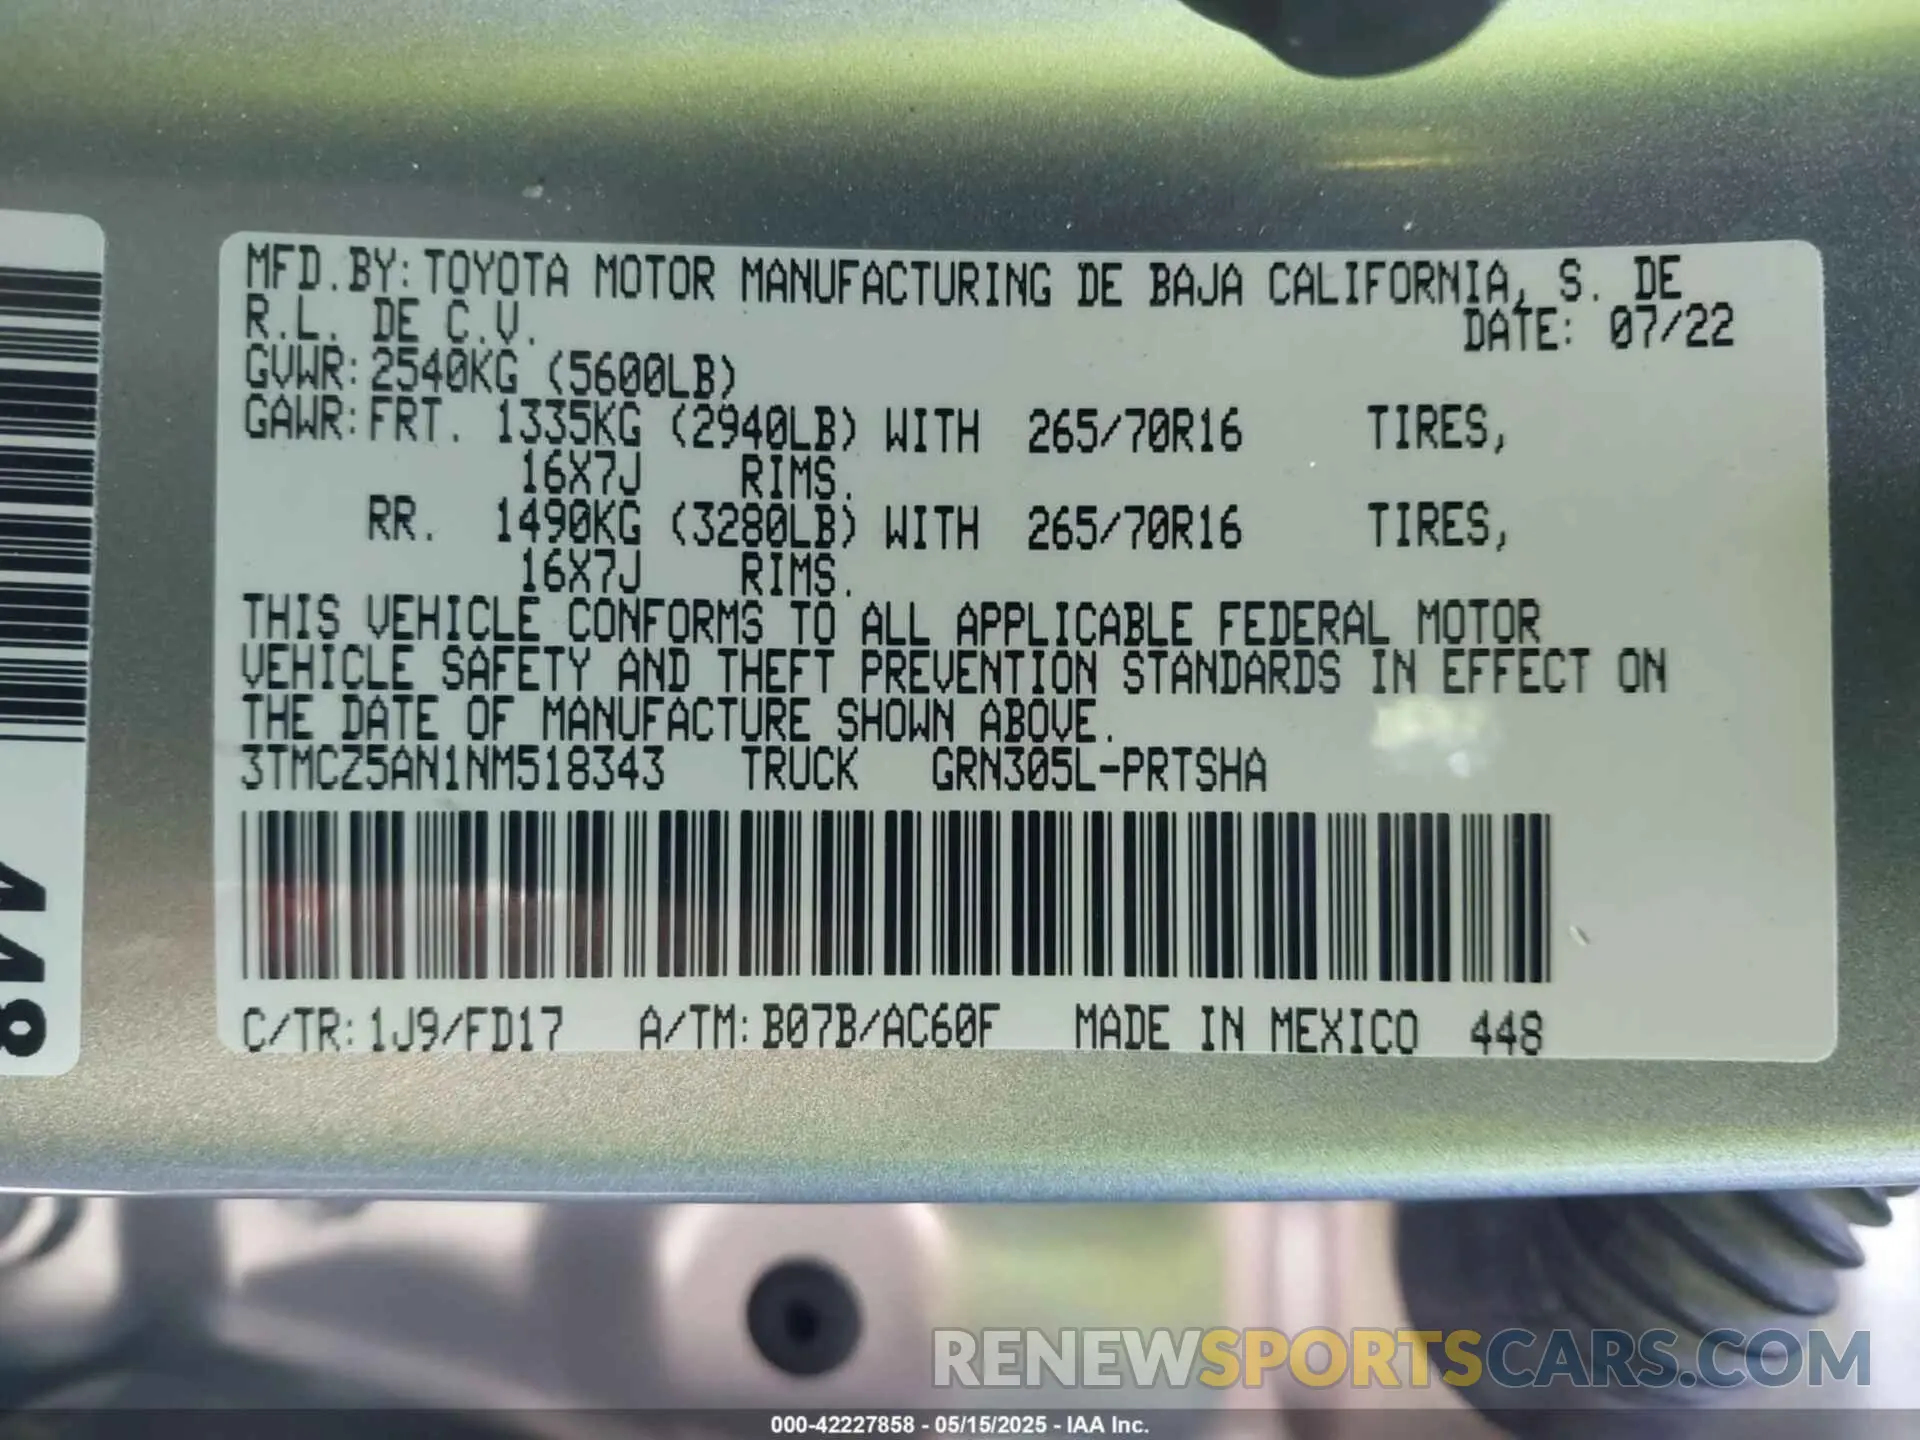 MFD.BY: TOYOTA MOTOR MANUFACTURING DE BAJA CALIFORNIA, S. DE
R.L. DE C.V. DATE: 07/22
GVWR: 2540KG (5600LB)
GAWR: FRT. 1335KG (2940LB) WITH 265/70R16 TIRES,
16X7J RIMS.
RR. 1490KG (3280LB) WITH 265/70R16 TIRES,
16X7J RIMS.
THIS VEHICLE CONFORMS TO ALL APPLICABLE FEDERAL MOTOR
VEHICLE SAFETY AND THEFT PREVENTION STANDARDS IN EFFECT ON
THE DATE OF MANUFACTURE SHOWN ABOVE.
3TMCZ5AN1NM518343 TRUCK GRN305L-PRTSHA
C/TR: 1J9/FD17 A/TM: B07B/AC60F MADE IN MEXICO 448
RENEWSPORTSCARS.COM
000-42227858 - 05/15/2025 - IAA Inc.